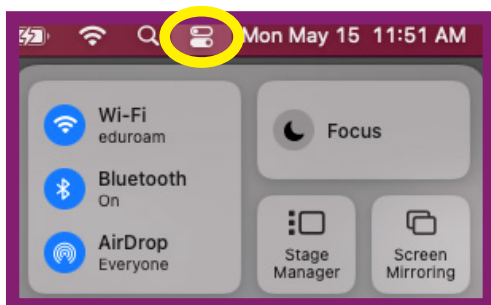 Mon May 15 11:51 AM
Wi-Fi
eduroam
Bluetooth
On
AirDrop
Everyone
Focus
Stage
Manager
Screen
Mirroring